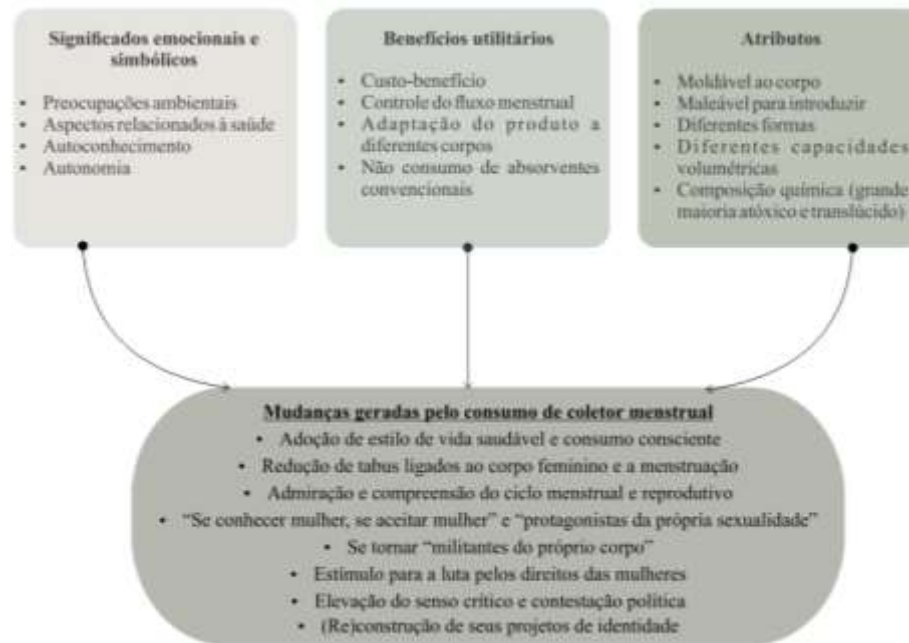 Significados emocionais e
simbólicos
• Preocupações ambientais
• Aspectos relacionados à saúde
• Autoconhecimento
• Autonomia
Benefícios utilitários
• Custo-benefício
• Controle do fluxo menstrual
• Adaptação do produto a
diferentes corpos
• Não consumo de absorventes
convencionais
Atributos
• Moldável ao corpo
• Maleável para introduzir
• Diferentes formas
• Diferentes capacidades
volumétricas
• Composição química (grande
maioria atóxico e translúcido)
Mudanças geradas pelo consumo de coletor menstrual
• Adoção de estilo de vida saudável e consumo consciente
• Redução de tabus ligados ao corpo feminino e a menstruação
• Admiração e compreensão do ciclo menstrual e reprodutivo
• “Se conhecer mulher, se aceitar mulher” e “protagonistas da própria sexualidade”
• Se tornar “militantes do próprio corpo”
• Estímulo para a luta pelos direitos das mulheres
• Elevação do senso crítico e contestação política
• (Re)construção de seus projetos de identidade